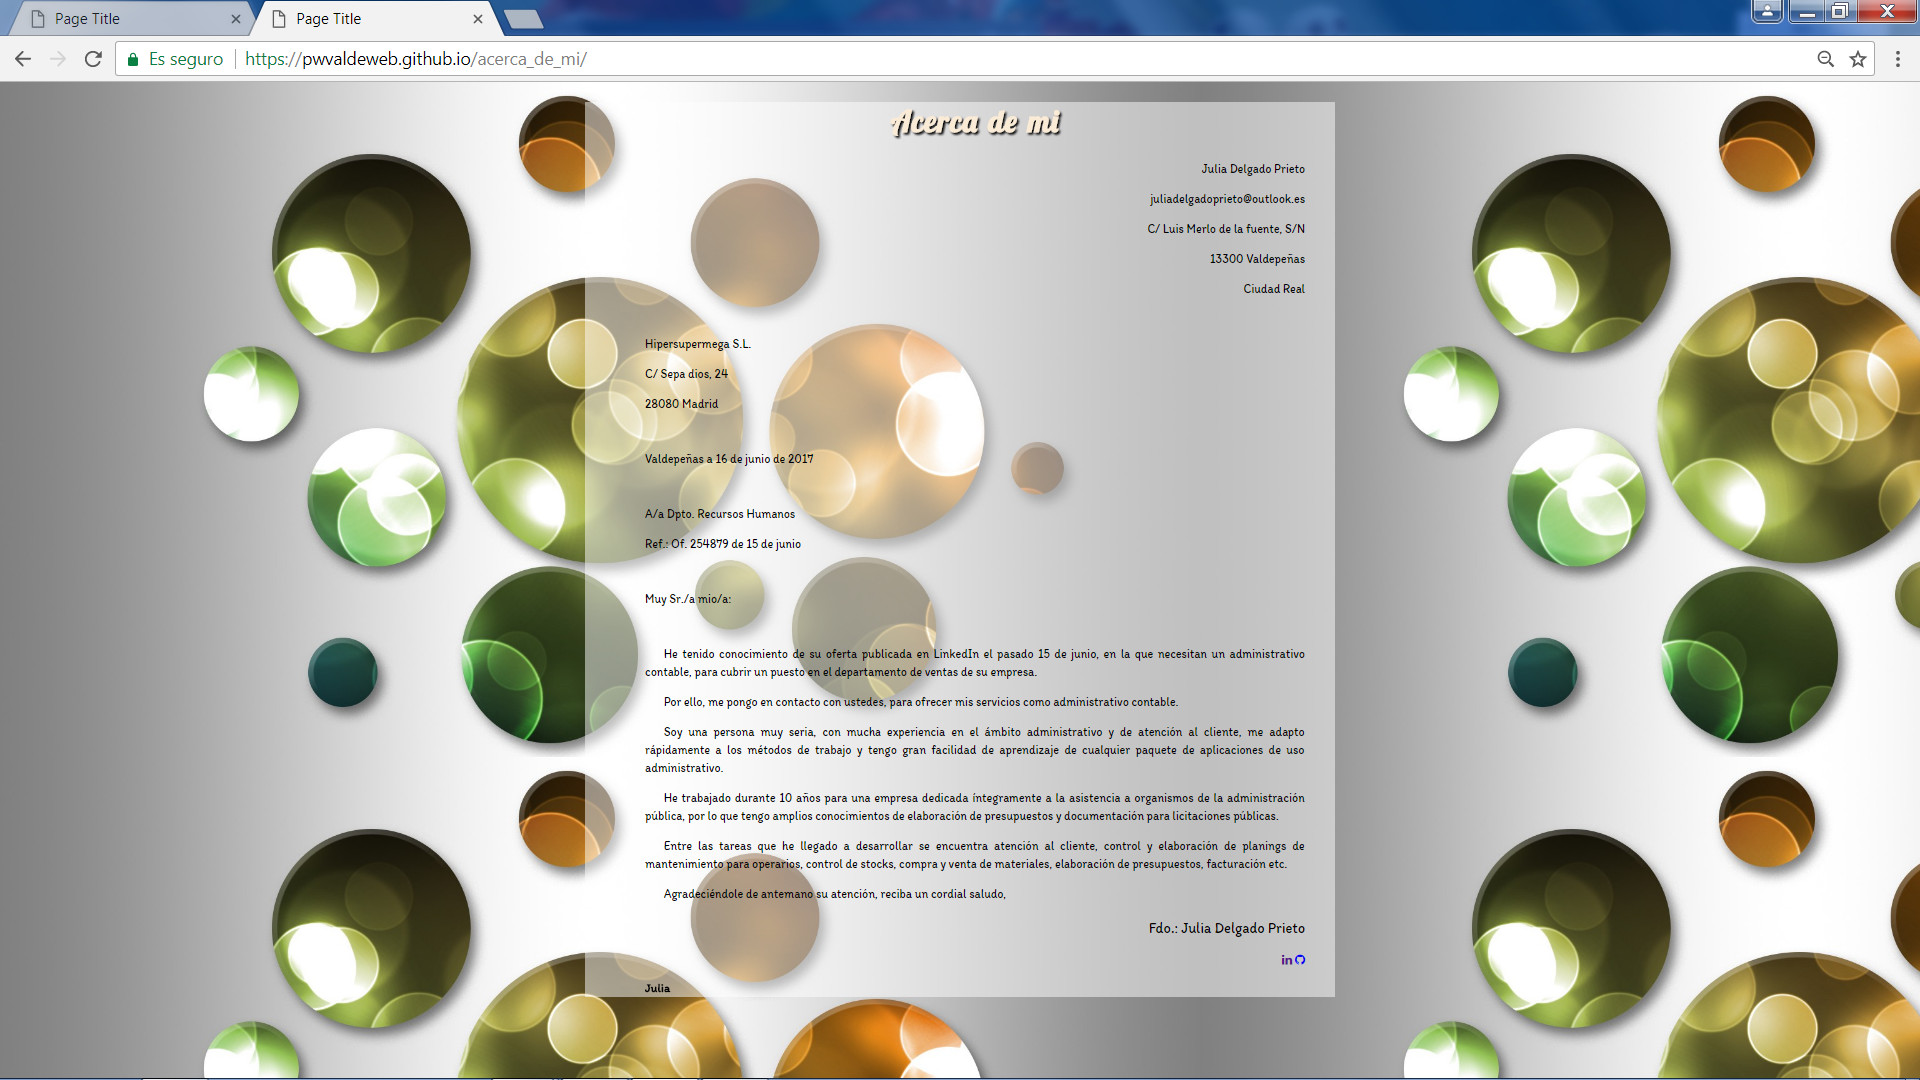 Page Title
Page Title
Es seguro https://pwvaldeweb.github.io/acerca_de_mi/
Acerca de mi
Julia Delgado Prieto
juliadelgadoprieto@outlook.es
C/ Luis Merlo de la fuente, S/N
13300 Valdepeñas
Ciudad Real
Hipersupermega S.L.
C/ Sepa dios, 24
28080 Madrid
Valdepeñas a 16 de junio de 2017
A/a Dpto. Recursos Humanos
Ref.: Of. 254879 de 15 de junio
Muy Sr./a mio/a:
He tenido conocimiento de su oferta publicada en LinkedIn el pasado 15 de junio, en la que necesitan un administrativo
contable, para cubrir un puesto en el departamento de ventas de su empresa.
Por ello, me pongo en contacto con ustedes, para ofrecer mis servicios como administrativo contable.
Soy una persona muy seria, con mucha experiencia en el ámbito administrativo y de atención al cliente, me adapto
rápidamente a los métodos de trabajo y tengo gran facilidad de aprendizaje de cualquier paquete de aplicaciones de uso
administrativo.
He trabajado durante 10 años para una empresa dedicada íntegramente a la asistencia a organismos de la administración
pública, por lo que tengo amplios conocimientos de elaboración de presupuestos y documentación para licitaciones públicas.
Entre las tareas que he llegado a desarrollar se encuentra atención al cliente, control y elaboración de planings de
mantenimiento para operarios, control de stocks, compra y venta de materiales, elaboración de presupuestos, facturación etc.
Agradeciéndole de antemano su atención, reciba un cordial saludo,
Fdo.: Julia Delgado Prieto
in
Julia